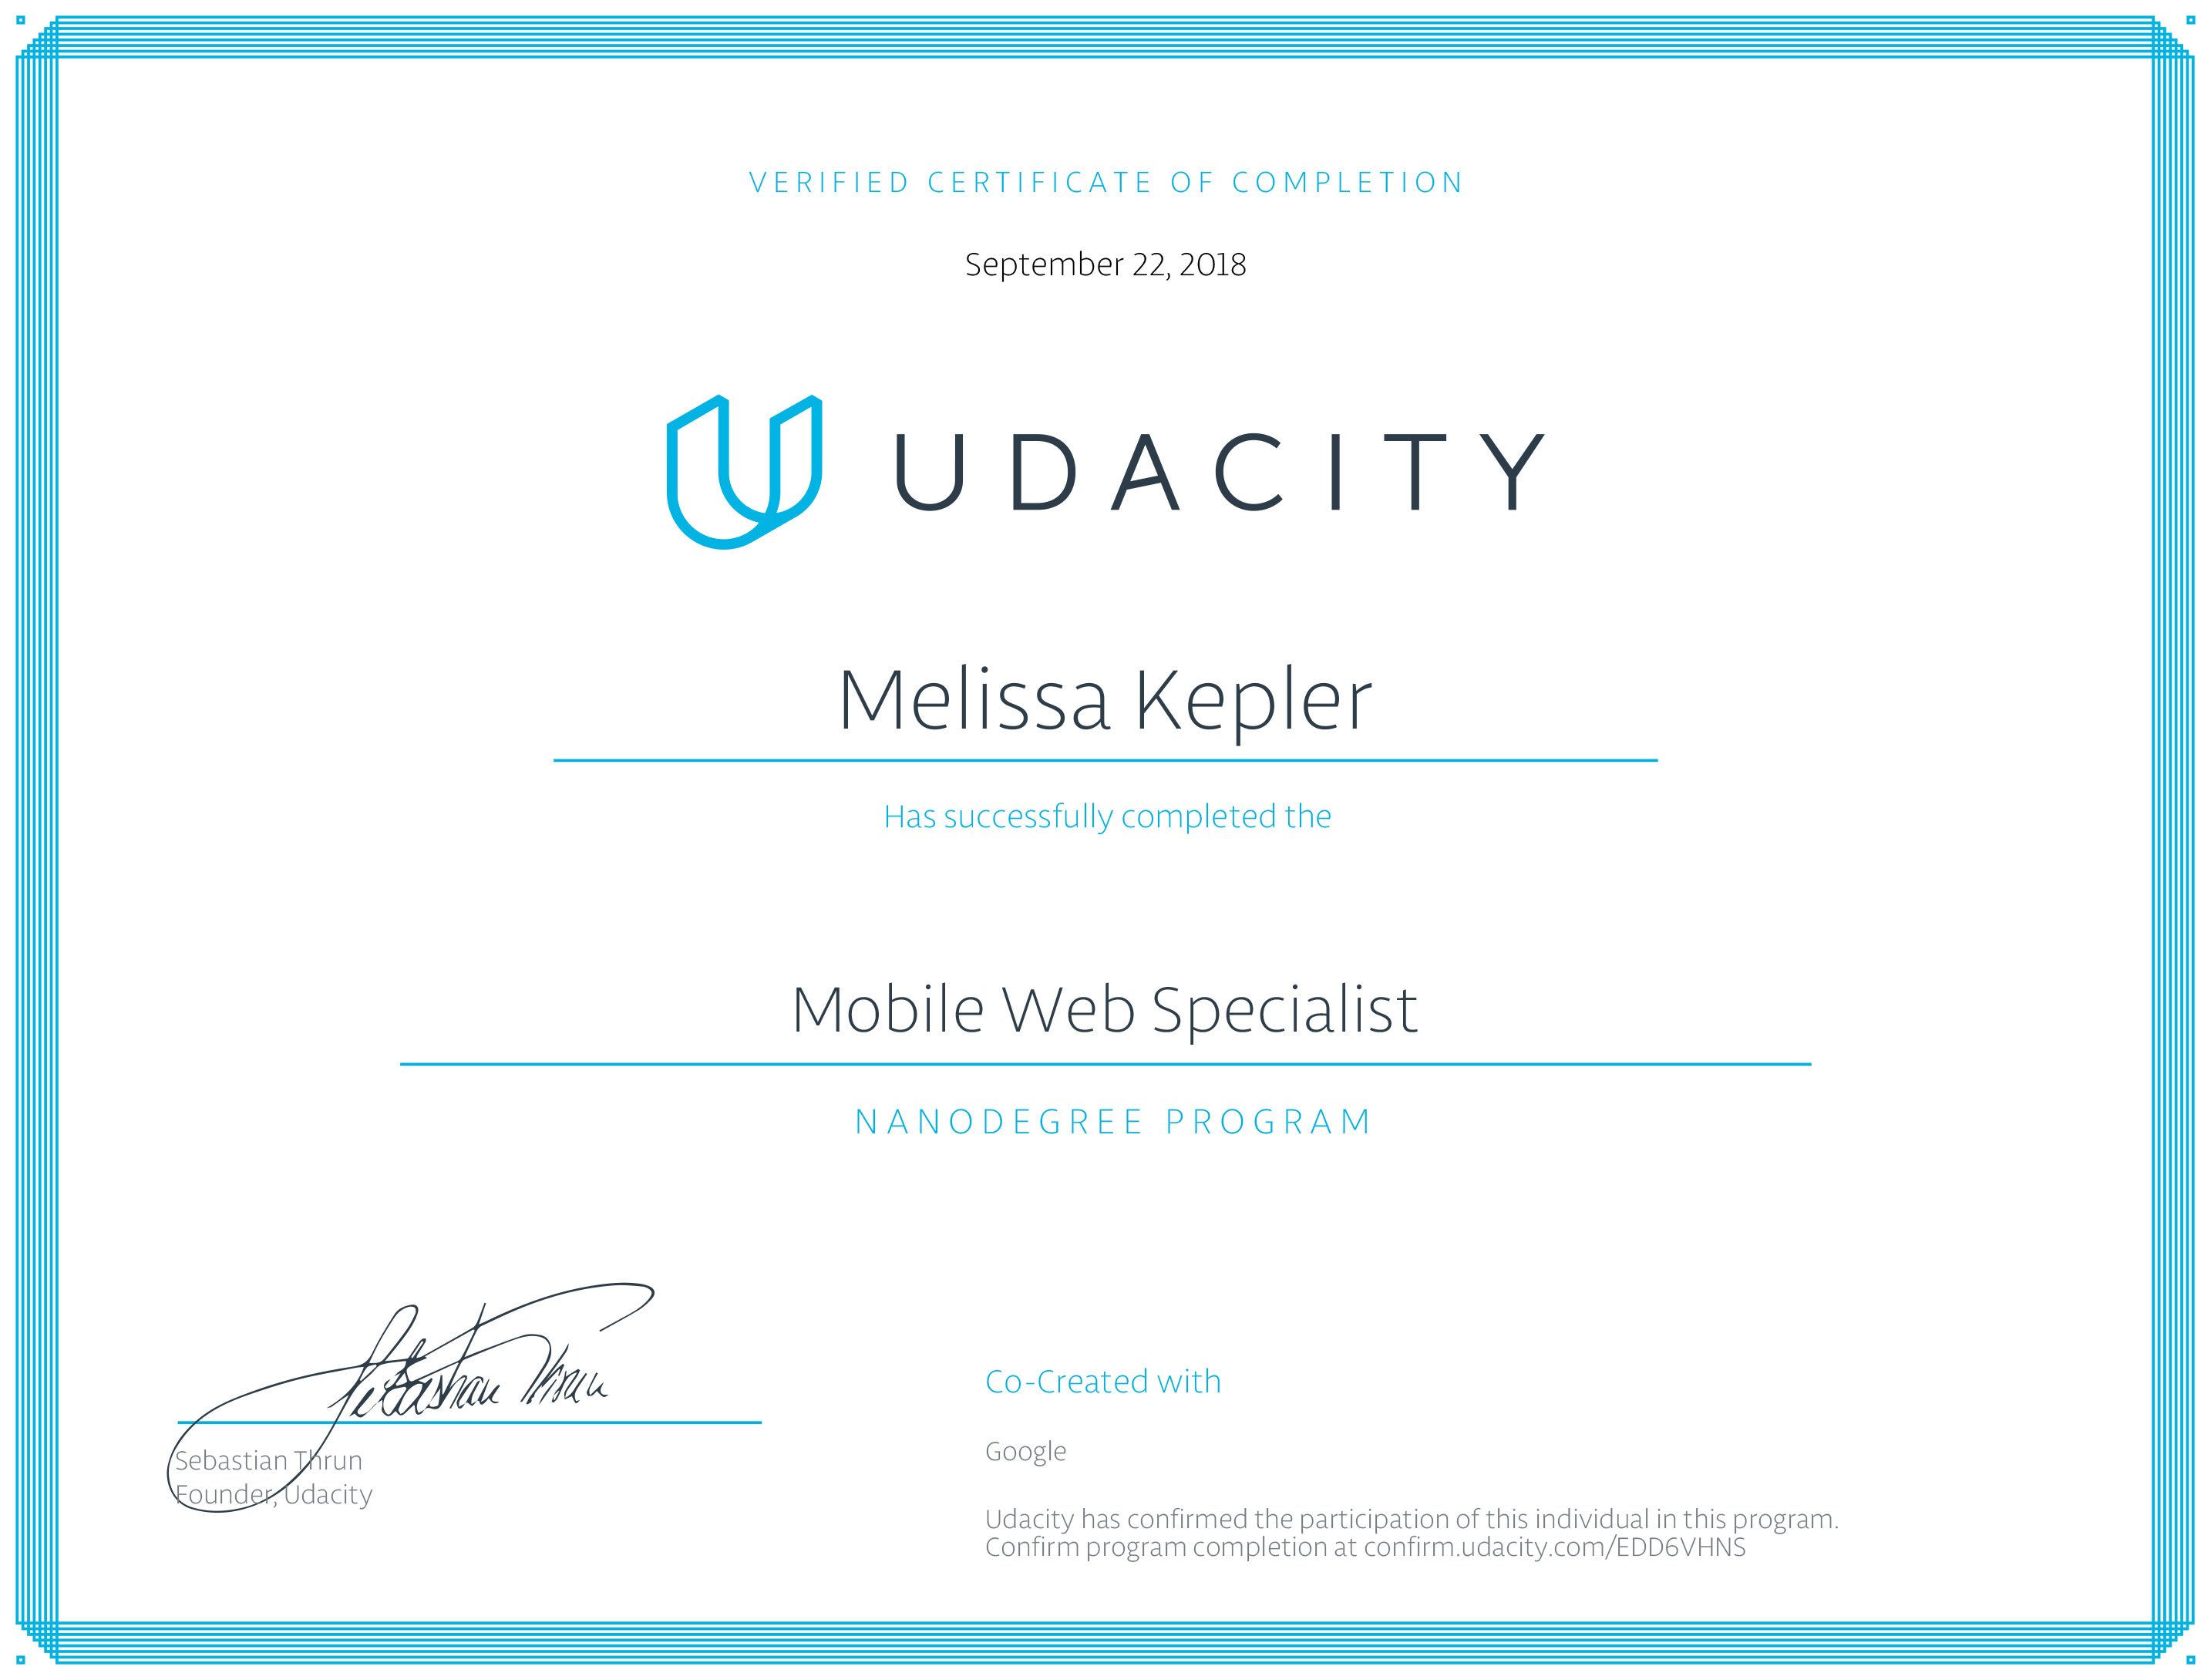 VERIFIED CERTIFICATE OF COMPLETION
September 22, 2018
UDACITY
Melissa Kepler
Has successfully completed the
Mobile Web Specialist
NANODEGREE PROGRAM
Sebastian Thrun
Sebastian Thrun
Founder, Udacity
Co-Created with
Google
Udacity has confirmed the participation of this individual in this program.
Confirm program completion at confirm.udacity.com/EDD6VHNS